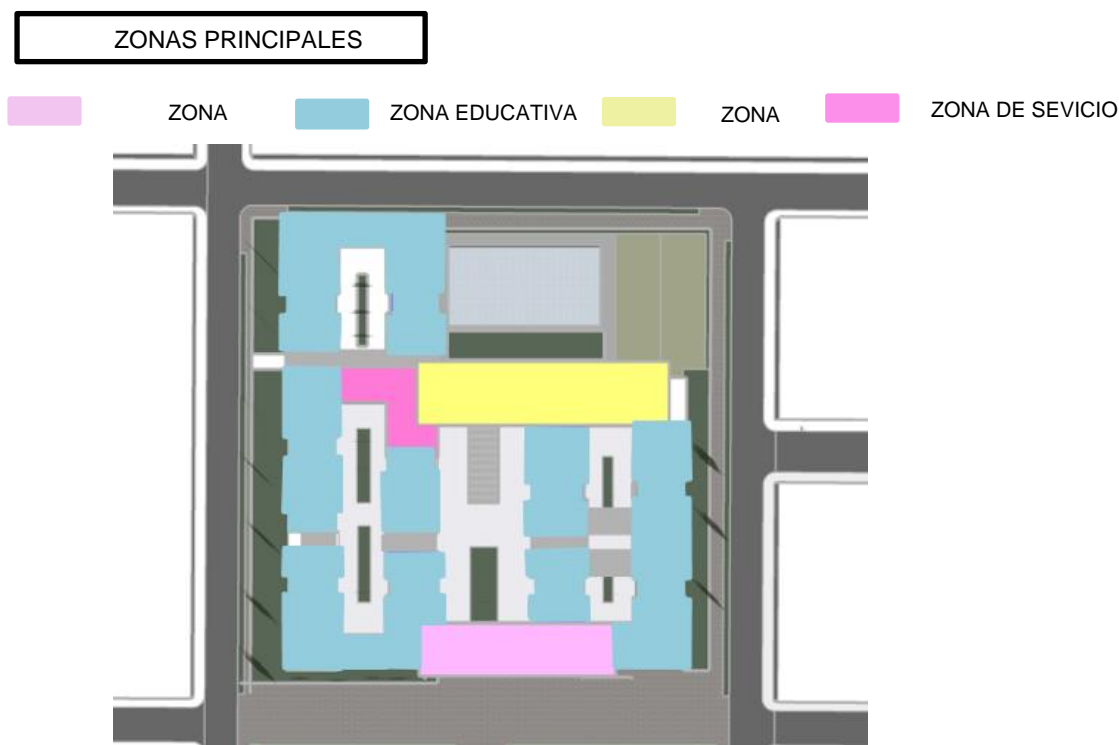 ZONAS PRINCIPALES
ZONA
ZONA EDUCATIVA
ZONA
ZONA DE SEVICIO